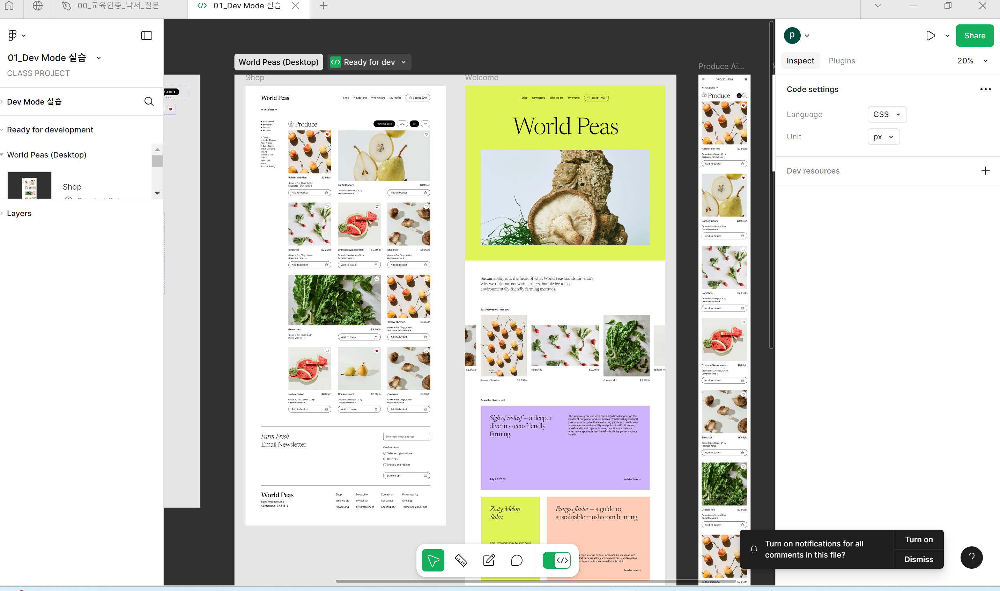 00_교육인증_낙서_질문
01_Dev Mode 실습
01_Dev Mode 실습
CLASS PROJECT
Dev Mode 실습
Ready for development
World Peas (Desktop)
Shop
Layers
World Peas (Desktop)
Ready for dev
Shop
World Peas
Shop
Newsstand
Who we are
My Profile
Basket (00)
← All aisles →
New arrivals
Bestsellers
Staples
Produce
Snacks
Herbs &Spices
Nuts & Seeds
Superfoods
Oils & Vinegars
Grains
Coffee & Tea
Cereal
Dried Fruit
Pasta
Flours & Baking
Produce
Harvest date
A-Z
Rainier cherries $3.99/lb
Grown in San Diego, CA by
Seabreeze Family Farm →
Add to basket
Bartlett pears $1.99/ea
Grown in San Marin, CA by
Bernal Growers →
Add to basket
Radishes $2.29/lb
Grown in San Diego, CA by
Oceanside Farms →
Add to basket
Crimson Sweet melon $0.89/lb
Grown in Pasa Robles, CA by
Castelao Farms →
Add to basket
Shiitakes $8.99/lb
Grown in San Diego, CA by
Robinson Acres →
Add to basket
Greens mix $3.99/lb
Grown in San Marin, CA by
Bernal Growers →
Add to basket
Yellow cherries $3.99/lb
Grown in San Diego, CA by
Seabreeze Family Farm →
Add to basket
Icebox melon $0.89/lb
Grown in Pasa Robles, CA by
Castelao Farms →
Add to basket
Comice pears $2.29/lb
Grown in San Diego, CA by
Oceanside Farms →
Add to basket
Creminis $8.99/lb
Grown in San Diego, CA by
Robinson Acres →
Add to basket
Farm Fresh
Email Newsletter
Enter your email address
Email me about
Sales and promotions
Harvests
Articles and recipes
Sign me up
World Peas
5555 Produce Lane
Gardentown, CA 51512
Shop My profile Contact us Privacy policy
Who we are My basket Our values Site map
Newsstand My preferences Accessibility Terms and conditions
Welcome
Shop
Newsstand
Who we are
My Profile
Basket (00)
World Peas
Sustainability is at the heart of what World Peas stands for—that's
why we only partner with farmers that pledge to use
environmentally-friendly farming methods.
Just harvested near you
$8.99/lb
Rainier Cherries $3.99/lb
Radishes $2.29/lb
Greens Mix $3.99/lb
Icebox m
From the Newsstand
Sigh of re-leaf — a deeper
dive into eco-friendly
farming.
The way we grow our food has a significant impact on the
health of our planet and our bodies. Traditional agricultural
practices often prioritize maximizing yields and profits over
environmental sustainability and public health. However,
eco-friendly and organic farming practices provide an
alternative approach that benefits both the planet and our
health.
July 20, 2023
Read article →
Zesty Melon
Salsa
This fresh and tangy twist on salsa
Fungus finder — a guide to
sustainable mushroom hunting.
repelle ndus eveniet nostrum aut voluptas iure.
Est necessitatibus soluta modi recusandae praes
uptatum molestias nam distinctio sint.
Read article →
Produce Ai...
World Peas
← All aisles →
Produce
Rainier cherries $3.99/lb
Grown in San Diego, CA by
Seabreeze Family Farm →
Add to basket
Bartlett pears $1.99/ea
Grown in San Marin, CA by
Bernal Growers →
Add to basket
Radishes $2.29/lb
Grown in San Diego, CA by
Oceanside Farms →
Add to basket
Crimson Sweet melon $0.89/lb
Grown in Pasa Robles, CA by
Castelao Farms →
Add to basket
Shiitakes $8.99/lb
Grown in San Diego, CA by
Robinson Acres →
Add to basket
Greens mix $3.99/lb
Grown in San Marin, CA by
Bernal Growers →
Add to basket
Yellow cherries $3.99/lb
p
Share
Inspect
Plugins
20%
Code settings
Language
CSS
Unit
px
Dev resources
Turn on notifications for all
comments in this file?
Turn on
Dismiss
?